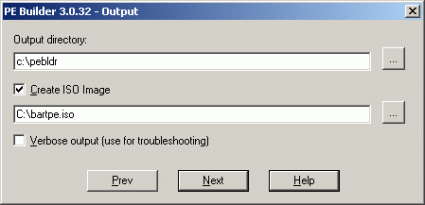 PE Builder 3.0.32 - Output
Output directory:
c:\pebldr
...
Create ISO Image
C:\bartpe.iso
...
Verbose output (use for troubleshooting)
Prev Next Help